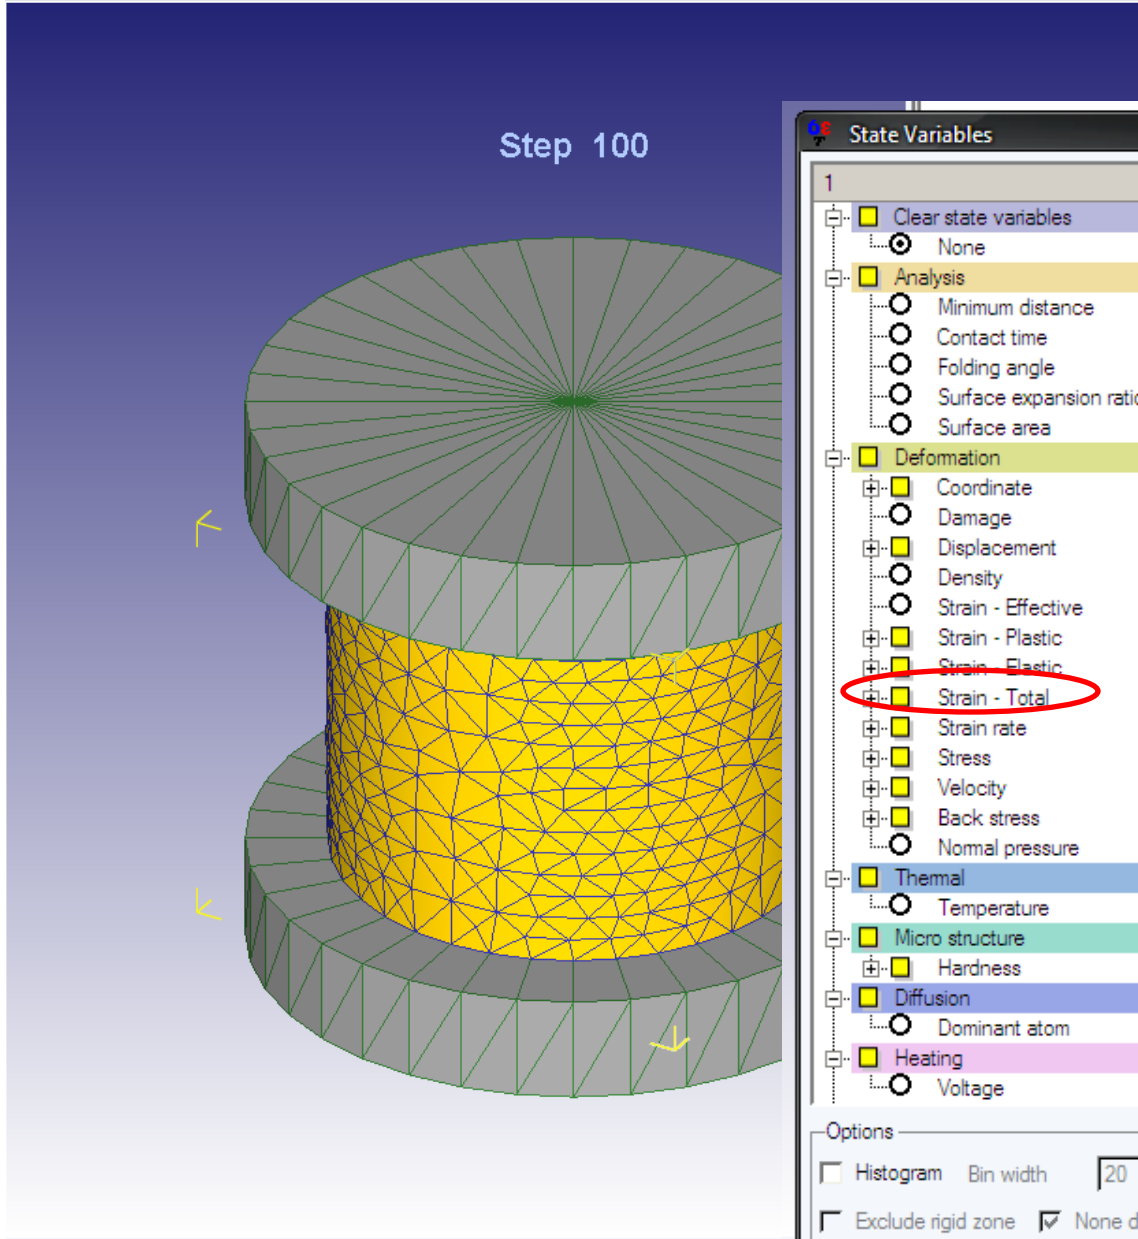 Step 100
State Variables
1
Clear state variables
None
Analysis
Minimum distance
Contact time
Folding angle
Surface expansion ratio
Surface area
Deformation
Coordinate
Damage
Displacement
Density
Strain - Effective
Strain - Plastic
Strain - Elastic
Strain - Total
Strain rate
Stress
Velocity
Back stress
Normal pressure
Thermal
Temperature
Micro structure
Hardness
Diffusion
Dominant atom
Heating
Voltage
Options
Histogram Bin width 20
Exclude rigid zone None d